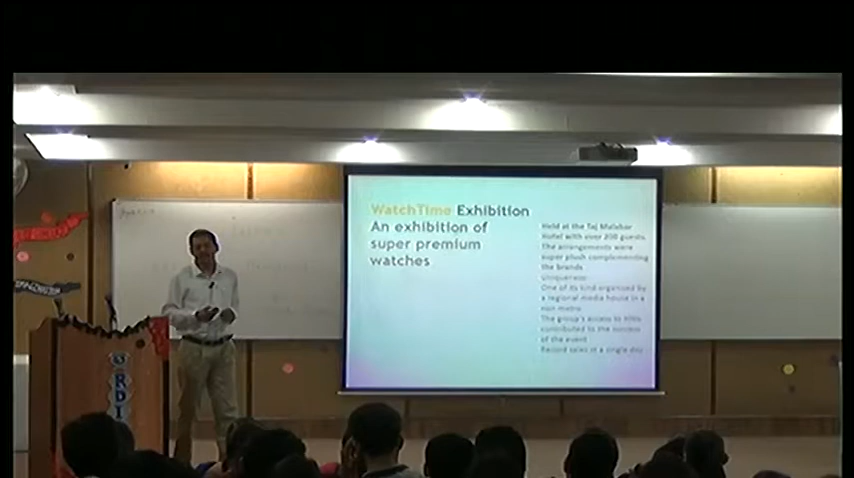 WatchTime Exhibition
An exhibition of
super premium
watches
Held at the Taj Malabar
Hotel with over 200 guests
The arrangements were
super plush complementing
the brands
Uniqueness
One of its kind organized by
a regional media house in a
non metro
The group's access to HNIs
contributed to the success
of the event
Record sales in a single day
RDI